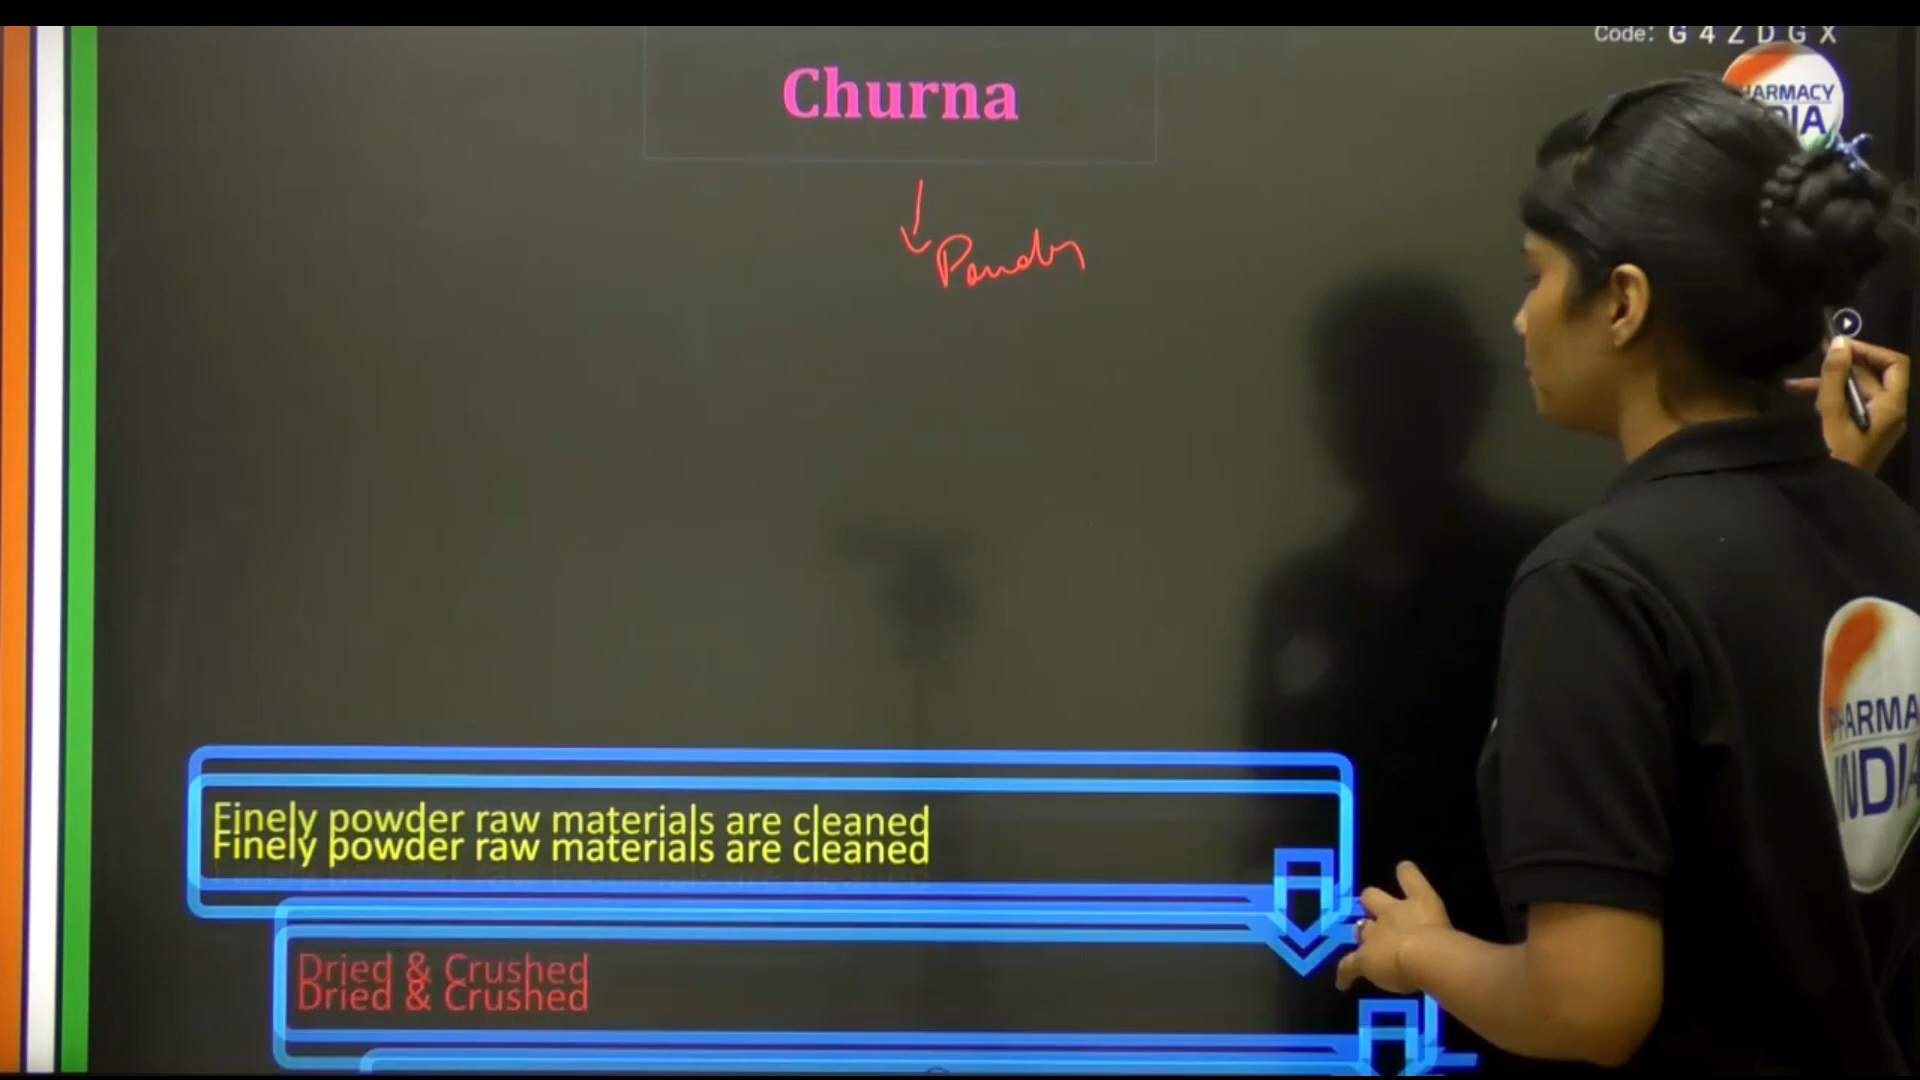 Code: G4ZDGX
PHARMACY
INDIA
Churna
Powder
PHARMA
INDIA
Finely powder raw materials are cleaned
Finely powder raw materials are cleaned
Dried & Crushed
Dried & Crushed